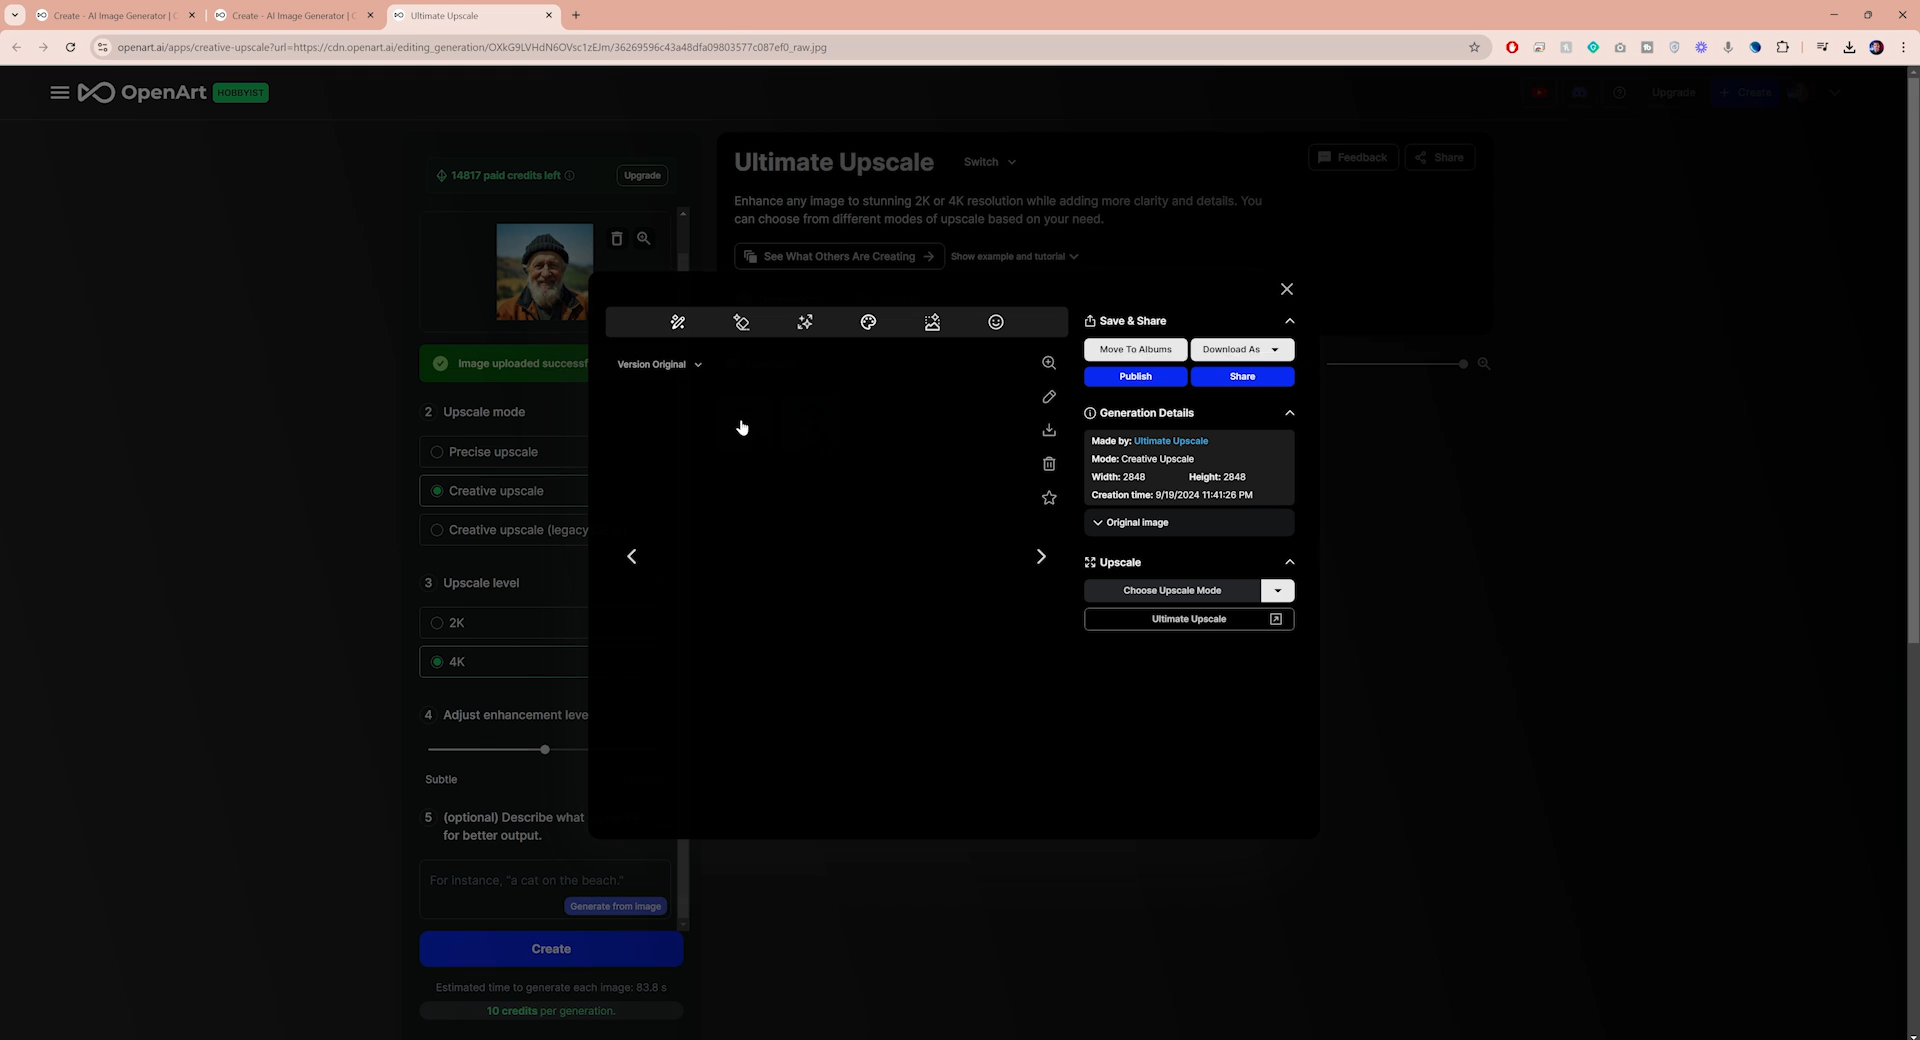 Create - AI Image Generator | C
Create - AI Image Generator | C
Ultimate Upscale
openart.ai/apps/creative-upscale?url=https://cdn.openart.ai/editing_generation/OXkG9LVHdN6OVsc1zEJm/36269596c43a48dfa09803577c087ef0_raw.jpg
OpenArt
HOBBYIST
Upgrade
+ Create
14817 paid credits left
Upgrade
Ultimate Upscale
Switch
Feedback
Share
Enhance any image to stunning 2K or 4K resolution while adding more clarity and details. You
can choose from different modes of upscale based on your need.
See What Others Are Creating
Show example and tutorial
Image uploaded successf
2 Upscale mode
Precise upscale
Creative upscale
Creative upscale (legacy
3 Upscale level
2K
4K
4 Adjust enhancement leve
Subtle
5 (optional) Describe what
for better output.
For instance, "a cat on the beach."
Generate from image
Create
Estimated time to generate each image: 83.8 s
10 credits per generation.
Version Original
Save & Share
Move To Albums
Download As
Publish
Share
Generation Details
Made by: Ultimate Upscale
Mode: Creative Upscale
Width: 2848 Height: 2848
Creation time: 9/19/2024 11:41:26 PM
Original image
Upscale
Choose Upscale Mode
Ultimate Upscale